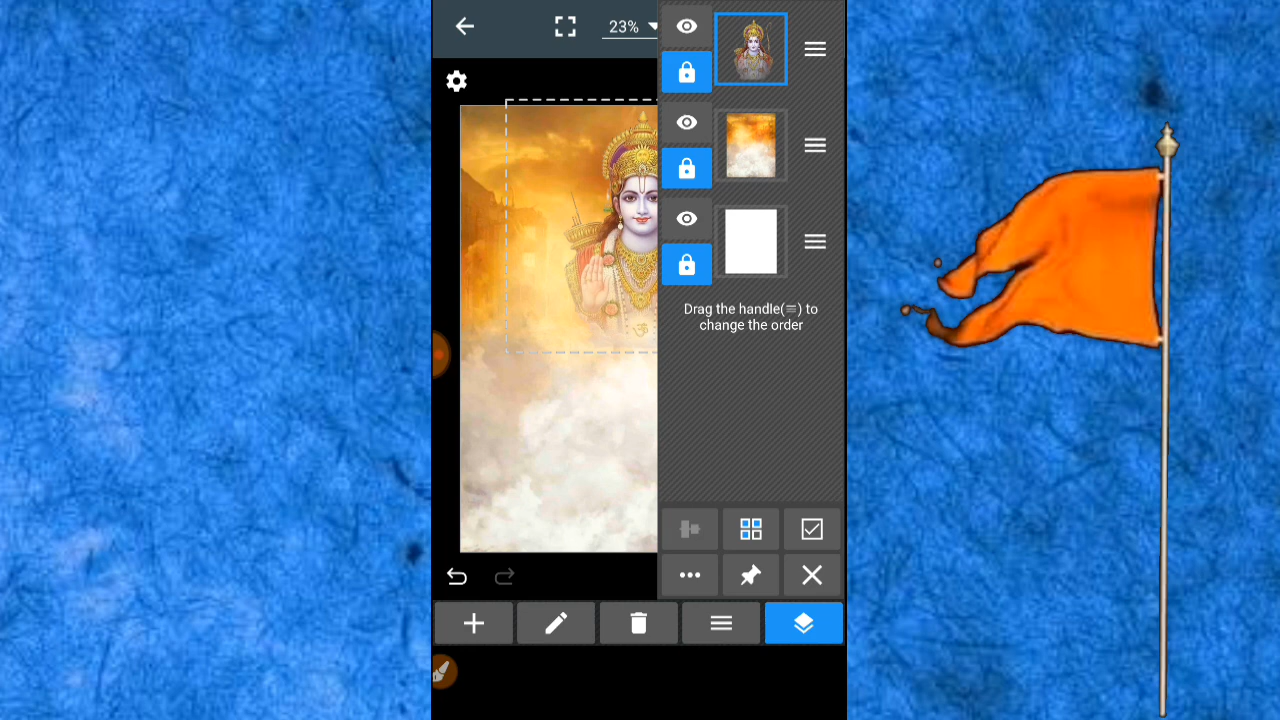 23%
Drag the handle(≡) to
change the order